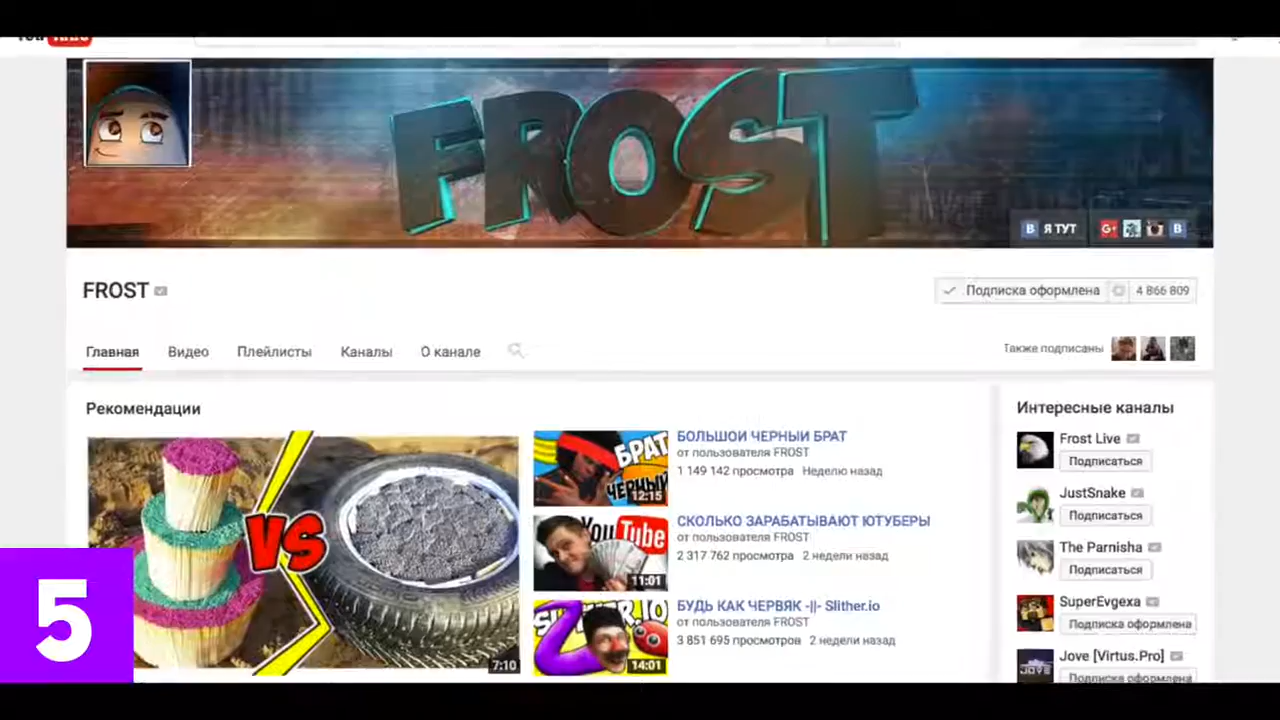 FROST
Я ТУТ
FROST
Подписка оформлена 4 866 809
Главная Видео Плейлисты Каналы О канале
Также подписаны
Рекомендации
VS
7:10
БРАТ
ЧЕРНЫЙ
12:15
БОЛЬШОЙ ЧЕРНЫЙ БРАТ
от пользователя FROST
1 149 142 просмотра Неделю назад
YouTube
11:01
СКОЛЬКО ЗАРАБАТЫВАЮТ ЮТУБЕРЫ
от пользователя FROST
2 317 762 просмотра 2 недели назад
14:01
БУДЬ КАК ЧЕРВЯК -||- Slither.io
от пользователя FROST
3 851 695 просмотров 2 недели назад
Интересные каналы
Frost Live
Подписаться
JustSnake
Подписаться
The Parnisha
Подписаться
SuperEvgexa
Подписка оформлена
Jove [Virtus.Pro]
Подписка оформлена
5